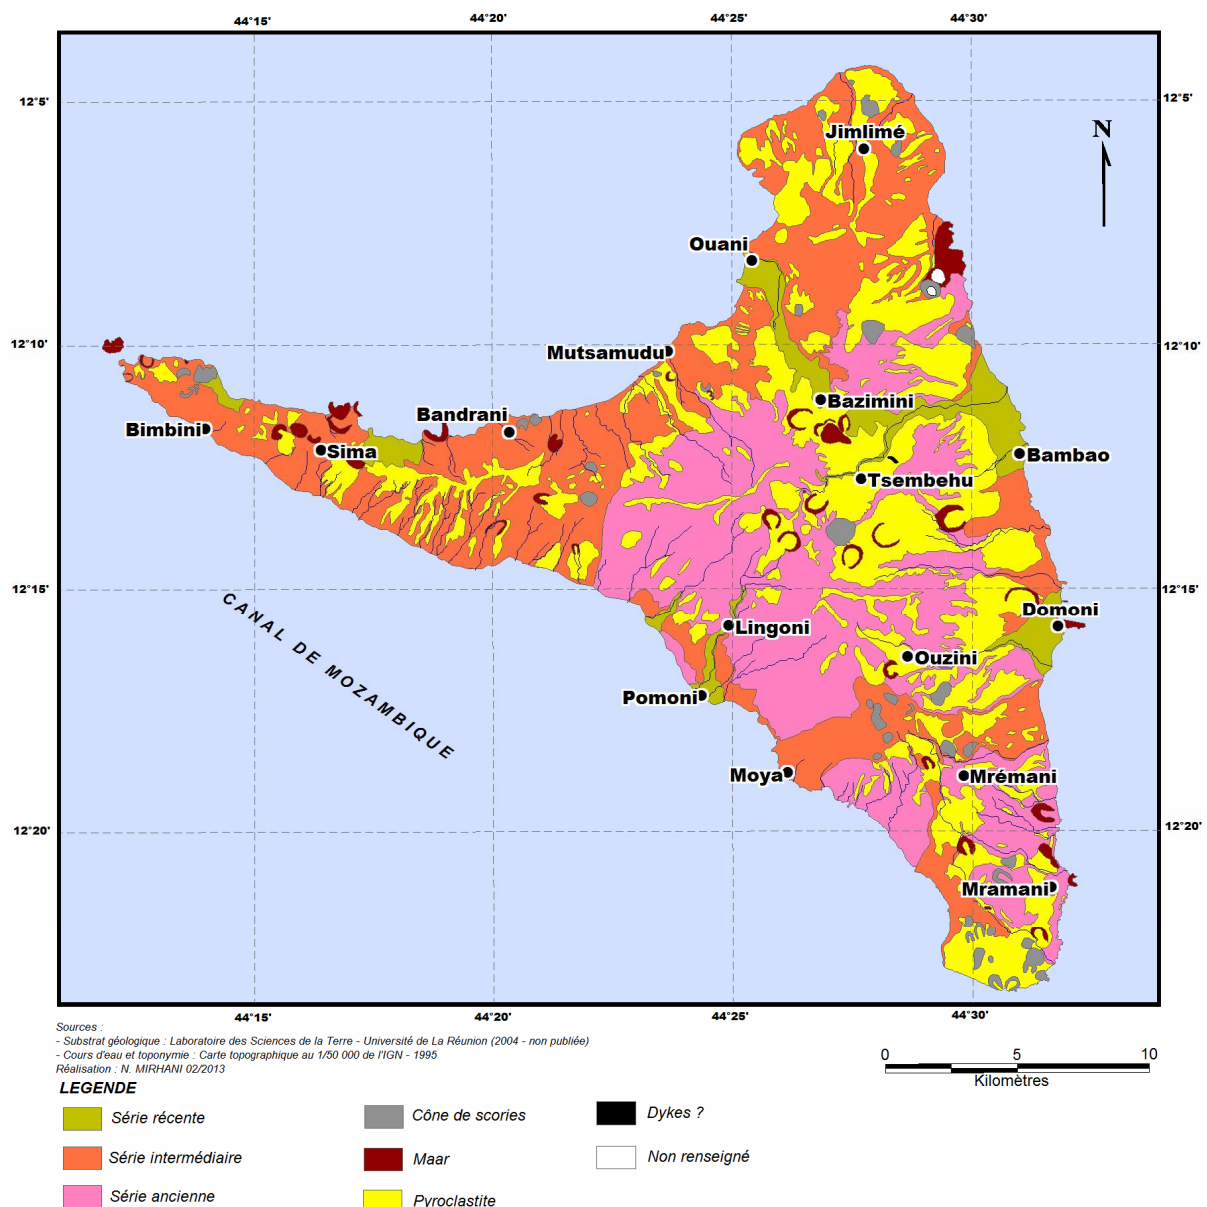 44°15' 44°20' 44°25' 44°30'
12°5' 12°5'
N
Jimlimé
Ouani
12°10' 12°10'
Mutsamudu
Bazimini
Bandrani
Bimbini
Sima
Bambao
Tsembehu
12°15' 12°15'
Domoni
CANAL DE MOZAMBIQUE
Lingoni
Ouzini
Pomoni
Moya
Mrémani
12°20' 12°20'
Mramani
44°15' 44°20' 44°25' 44°30'
Sources :
- Substrat géologique : Laboratoire des Sciences de la Terre - Université de La Réunion (2004 - non publiée)
- Cours d'eau et toponymie : Carte topographique au 1/50 000 de l'IGN - 1995
Réalisation : N. MIRHANI 02/2013
0 5 10
Kilomètres
LEGENDE
Série récente
Série intermédiaire
Série ancienne
Cône de scories
Maar
Pyroclastite
Dykes ?
Non renseigné